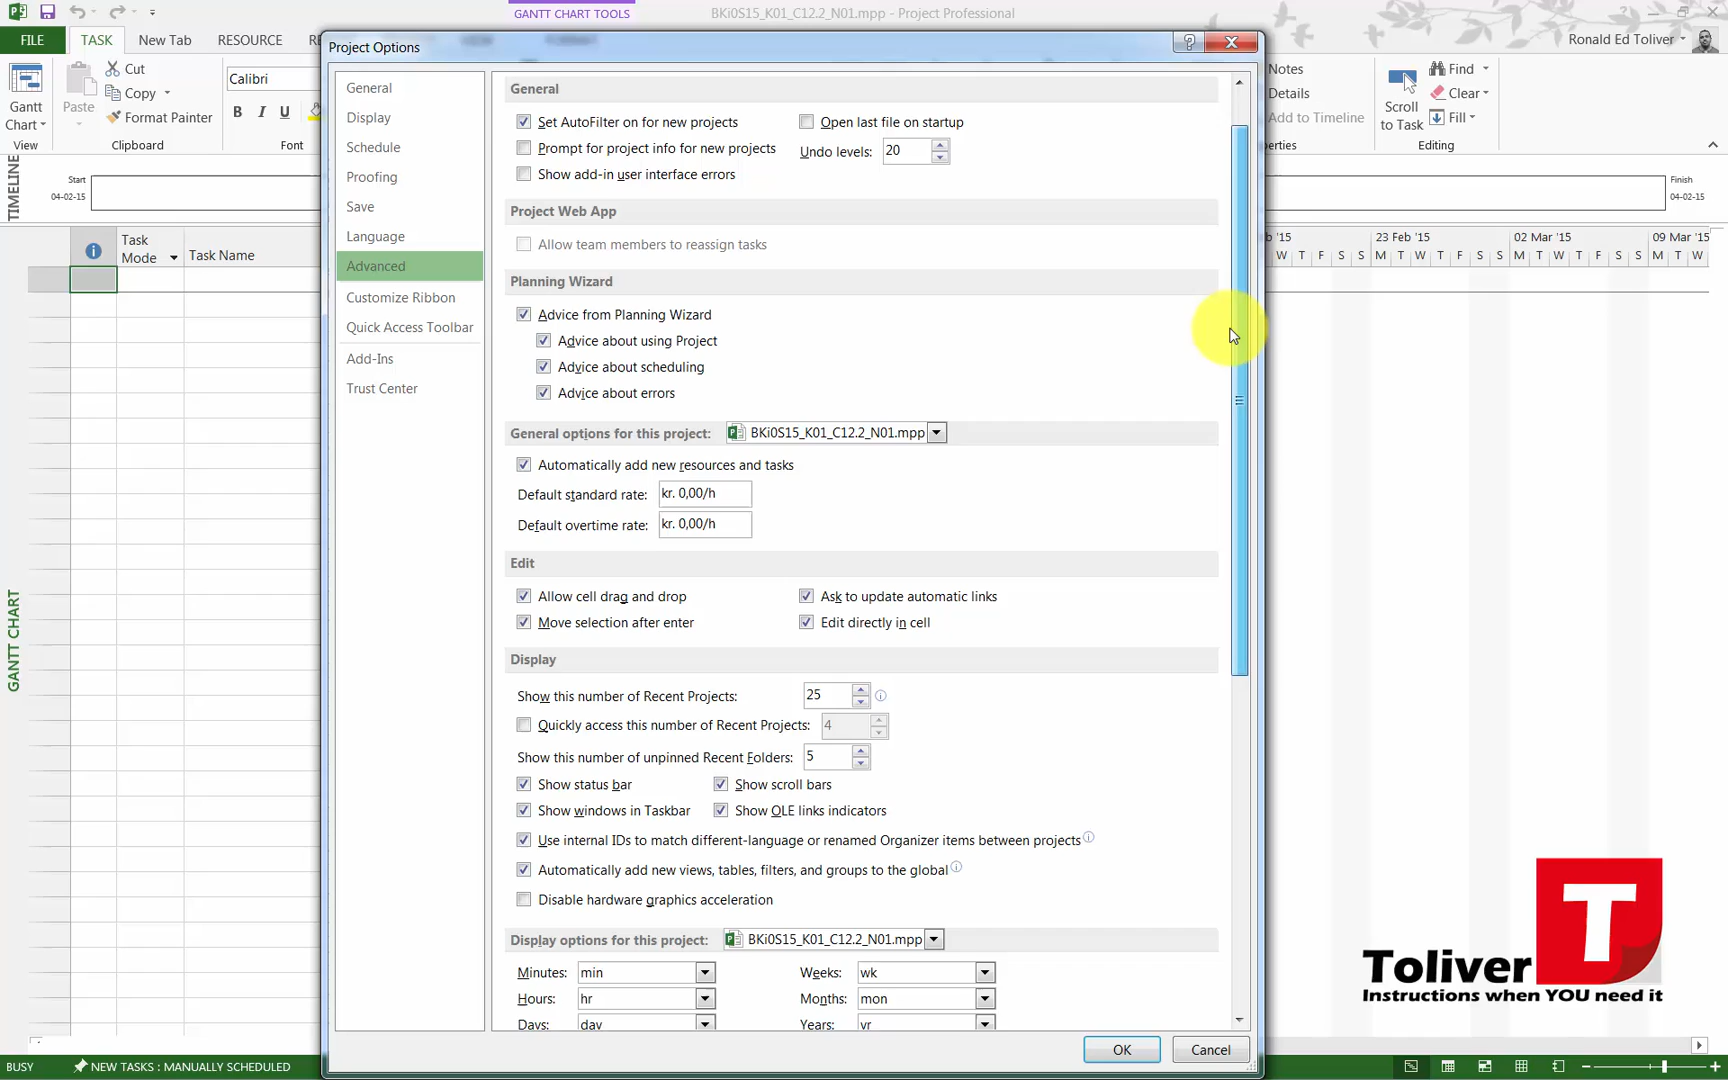 GANTT CHART TOOLS
BKi0S15_K01_C12.2_N01.mpp - Project Professional
FILE
TASK
New Tab
RESOURCE
Ronald Ed Toliver
Project Options
Gantt
Chart
View
Paste
Cut
Copy
Format Painter
Clipboard
Calibri
B I U
Font
Notes
Details
Add to Timeline
Scroll
to Task
Find
Clear
Fill
Editing
TIMELINE
Start
04-02-15
Finish
04-02-15
Task
Mode
Task Name
'15
23 Feb '15
02 Mar '15
09 Mar '15
W T F S S M T W T F S S M T W T F S S M T W
GANTT CHART
General
Display
Schedule
Proofing
Save
Language
Advanced
Customize Ribbon
Quick Access Toolbar
Add-Ins
Trust Center
General
Set AutoFilter on for new projects
Open last file on startup
Prompt for project info for new projects
Undo levels: 20
Show add-in user interface errors
Project Web App
Allow team members to reassign tasks
Planning Wizard
Advice from Planning Wizard
Advice about using Project
Advice about scheduling
Advice about errors
General options for this project: BKi0S15_K01_C12.2_N01.mpp
Automatically add new resources and tasks
Default standard rate: kr. 0,00/h
Default overtime rate: kr. 0,00/h
Edit
Allow cell drag and drop
Ask to update automatic links
Move selection after enter
Edit directly in cell
Display
Show this number of Recent Projects: 25
Quickly access this number of Recent Projects: 4
Show this number of unpinned Recent Folders: 5
Show status bar
Show scroll bars
Show windows in Taskbar
Show OLE links indicators
Use internal IDs to match different-language or renamed Organizer items between projects
Automatically add new views, tables, filters, and groups to the global
Disable hardware graphics acceleration
Display options for this project: BKi0S15_K01_C12.2_N01.mpp
Minutes: min
Weeks: wk
Hours: hr
Months: mon
Days: day
Years: yr
OK
Cancel
T
Toliver
Instructions when YOU need it
BUSY
NEW TASKS : MANUALLY SCHEDULED